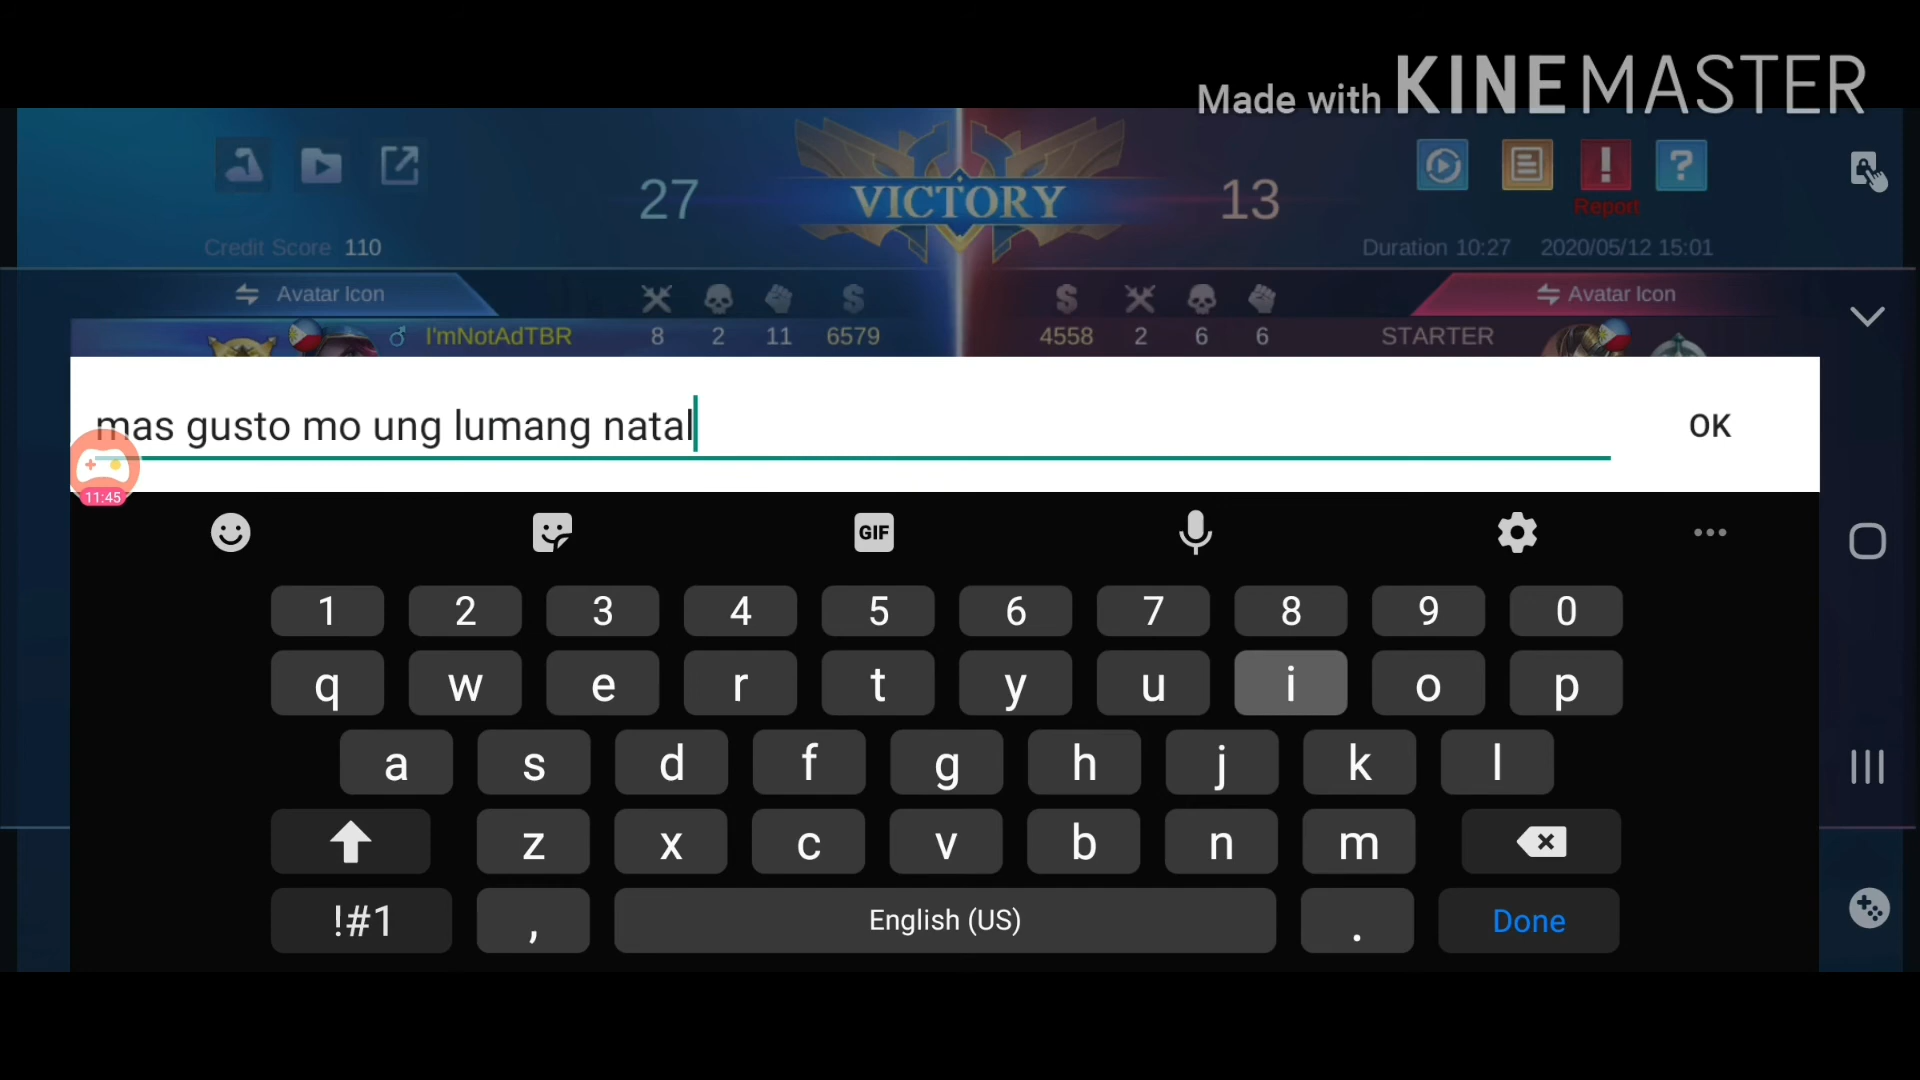 Made with KINEMASTER
27 VICTORY 13
Report
Credit Score 110
Duration 10:27 2020/05/12 15:01
Avatar Icon
Avatar Icon
I'mNotAdTBR 8 2 11 6579
4558 2 6 6 STARTER
mas gusto mo ung lumang natal
OK
11:45
GIF
1 2 3 4 5 6 7 8 9 0
q w e r t y u i o p
a s d f g h j k l
z x c v b n m
!#1 , English (US) . Done